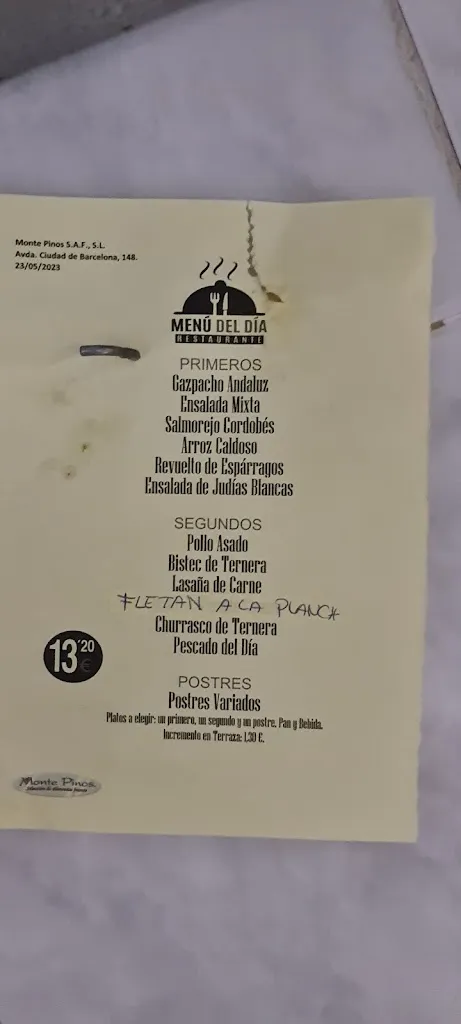 Monte Pinos S.A.F., S.L.
Avda. Ciudad de Barcelona, 148.
23/05/2023
MENÚ DEL DÍA
RESTAURANTE
PRIMEROS
Gazpacho Andaluz
Ensalada Mixta
Salmorejo Cordobés
Arroz Caldoso
Revuelto de Espárragos
Ensalada de Judías Blancas
SEGUNDOS
Pollo Asado
Bistec de Ternera
Lasaña de Carne
FLETAN A LA PLANCH
Churrasco de Ternera
Pescado del Día
13'20 €
POSTRES
Postres Variados
Platos a elegir: un primero, un segundo y un postre. Pan y Bebida.
Incremento en Terraza: 1,30 €.
Monte Pinos